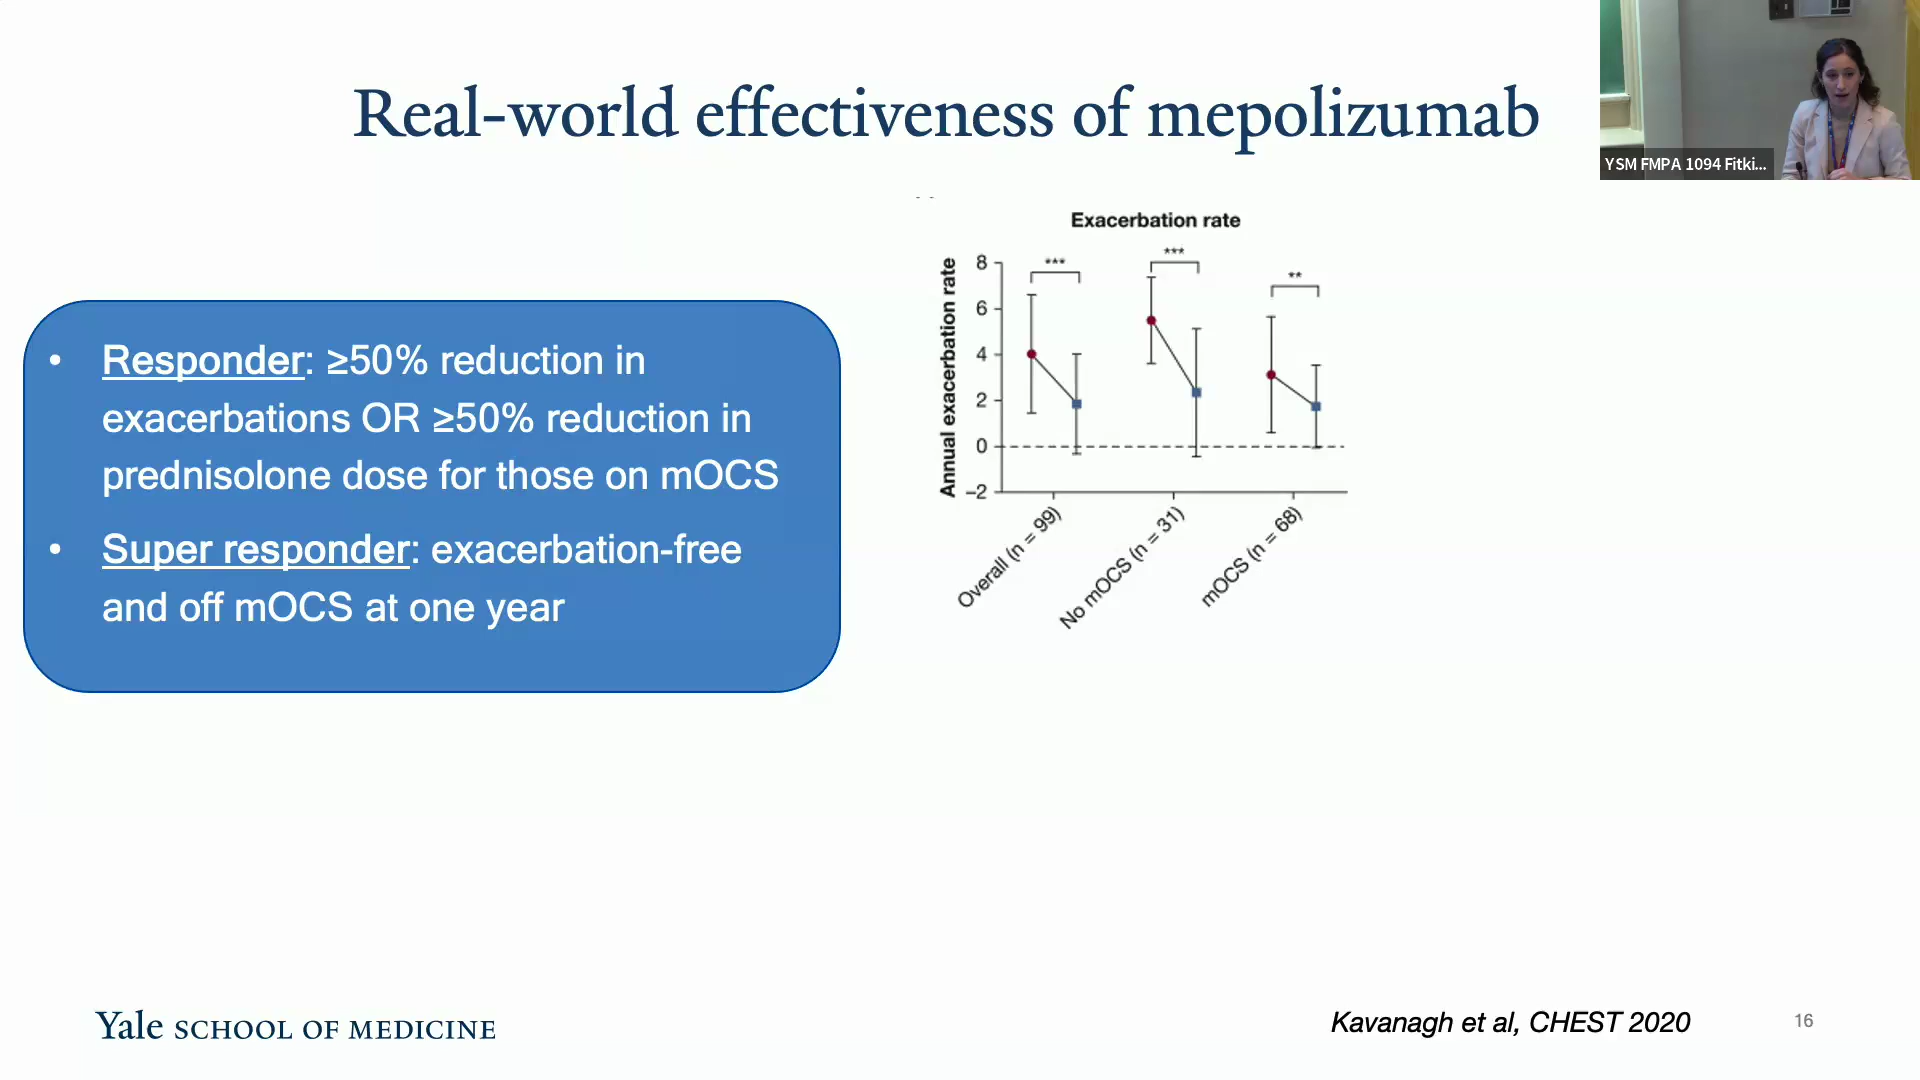 Real-world effectiveness of mepolizumab
YSM FMPA 1094 Fitki...
• Responder: ≥50% reduction in
exacerbations OR ≥50% reduction in
prednisolone dose for those on mOCS
• Super responder: exacerbation-free
and off mOCS at one year
Exacerbation rate
Annual exacerbation rate
8
6
4
2
0
–2
***
***
**
Overall (n = 99)
No mOCS (n = 31)
mOCS (n = 68)
Yale SCHOOL OF MEDICINE
Kavanagh et al, CHEST 2020
16